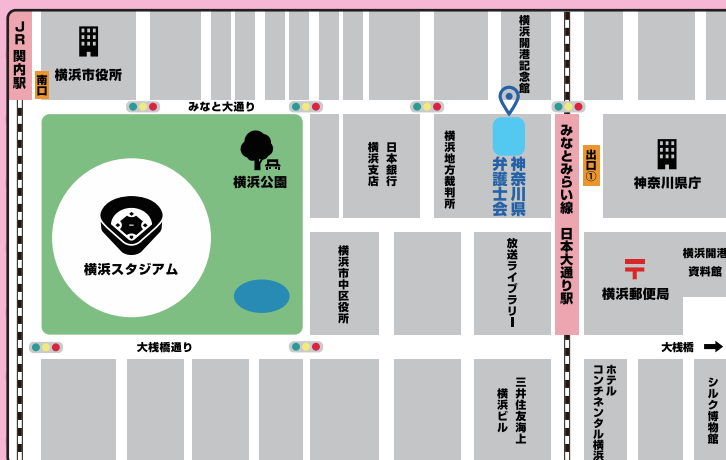 JR関内駅
南口
横浜市役所
横浜開港記念館
みなと大通り
横浜公園
横浜スタジアム
日本銀行
横浜支店
横浜地方裁判所
神奈川県
弁護士会
みなとみらい線 日本大通り駅
出口①
神奈川県庁
横浜市中区役所
放送ライブラリー
横浜郵便局
横浜開港
資料館
大桟橋通り
大桟橋
三井住友海上
横浜ビル
ホテル
コンチネンタル横浜
シルク博物館